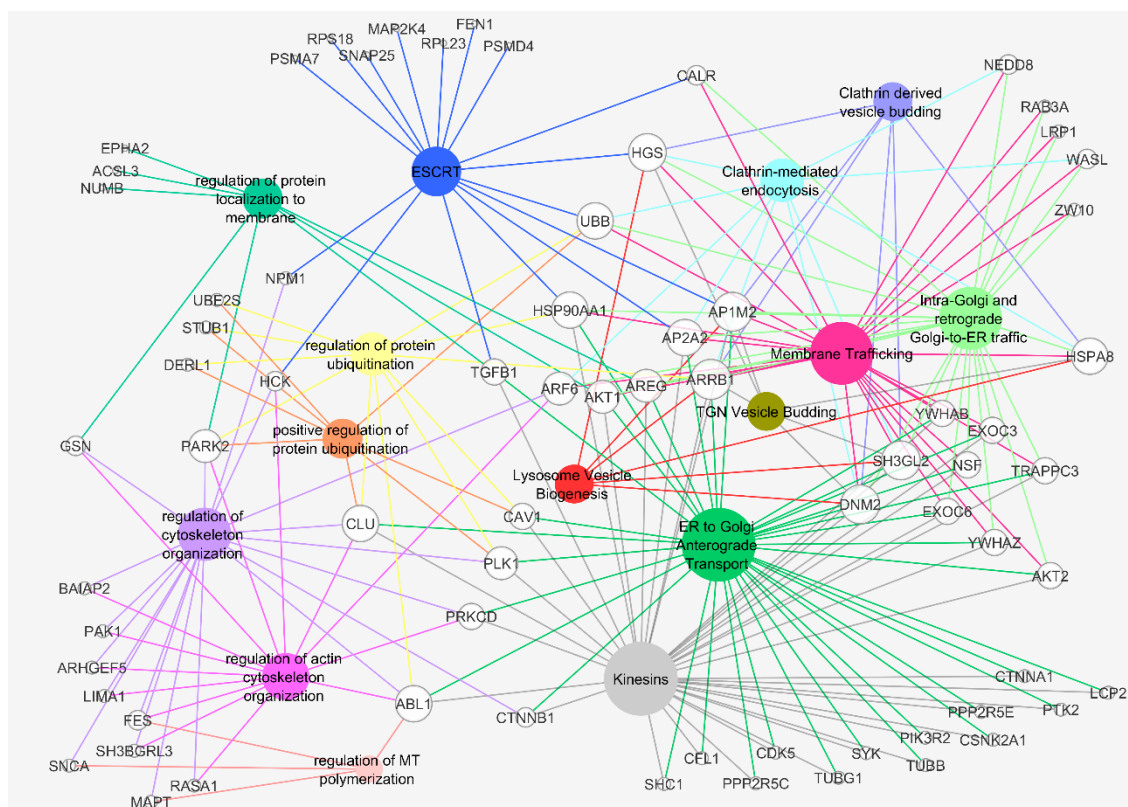 FEN1
MAP2K4
RPS18
RPL23
SNAP25
PSMD4
PSMA7
CALR
NEDD8
Clathrin derived
vesicle budding
RAB3A
LRP1
EPHA2
ACSL3
NUMB
regulation of protein
localization to
membrane
ESCRT
HGS
Clathrin-mediated
endocytosis
WASL
UBB
ZW10
NPM1
UBE2S
STUB1
DERL1
HCK
regulation of protein
ubiquitination
HSP90AA1
AP1M2
AP2A2
Intra-Golgi and
retrograde
Golgi-to-ER traffic
Membrane Trafficking
HSPA8
TGFB1
ARF6
AKT1
AREG
ARRB1
TGN Vesicle Budding
YWHAB
EXOC3
GSN
PARK2
positive regulation of
protein ubiquitination
Lysosome Vesicle
Biogenesis
SH3GL2
NSF
TRAPPC3
DNM2
EXOC6
regulation of
cytoskeleton
organization
CLU
CAV1
ER to Golgi
Anterograde
Transport
YWHAZ
PLK1
AKT2
BAIAP2
PAK1
PRKCD
ARHGEF5
LIMA1
regulation of actin
cytoskeleton
organization
Kinesins
CTNNA1
LCP2
ABL1
CTNNB1
PTK2
PPP2R5E
FES
SH3BGRL3
SNCA
RASA1
MAPT
regulation of MT
polymerization
PIK3R2
CSNK2A1
SYK
CDK5
CFL1
TUBB
TUBG1
PPP2R5C
SHC1